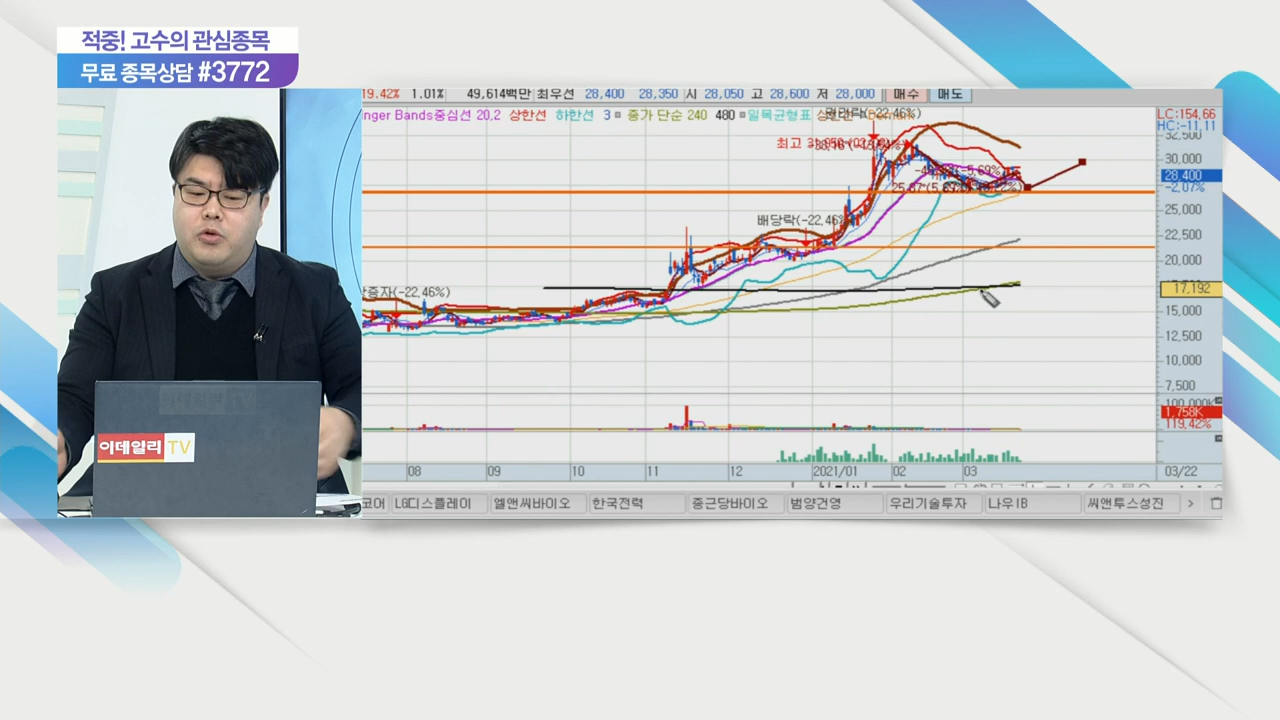 적중! 고수의 관심종목
무료 종목상담 #3772
19.42% 1.01% 49,614백만 최우선 28,400 28,350 시 28,050 고 28,600 저 28,000 매수 매도
nger Bands중심선 20,2 상한선 하한선 3 종가 단순 240 480 일목균형표
LC:154,66
HC:-11,11
32,500
30,000
28,400
-2,07%
25,000
22,500
20,000
17,192
15,000
12,500
10,000
7,500
100,000K
1,758K
119,42%
배당락(-22,46%)
증자(-22,46%)
이데일리 TV
08 09 10 11 12 2021/01 02 03 03/22
코어 LG디스플레이 엘앤씨바이오 한국전력 종근당바이오 범양건영 우리기술투자 나우IB 씨앤투스성진